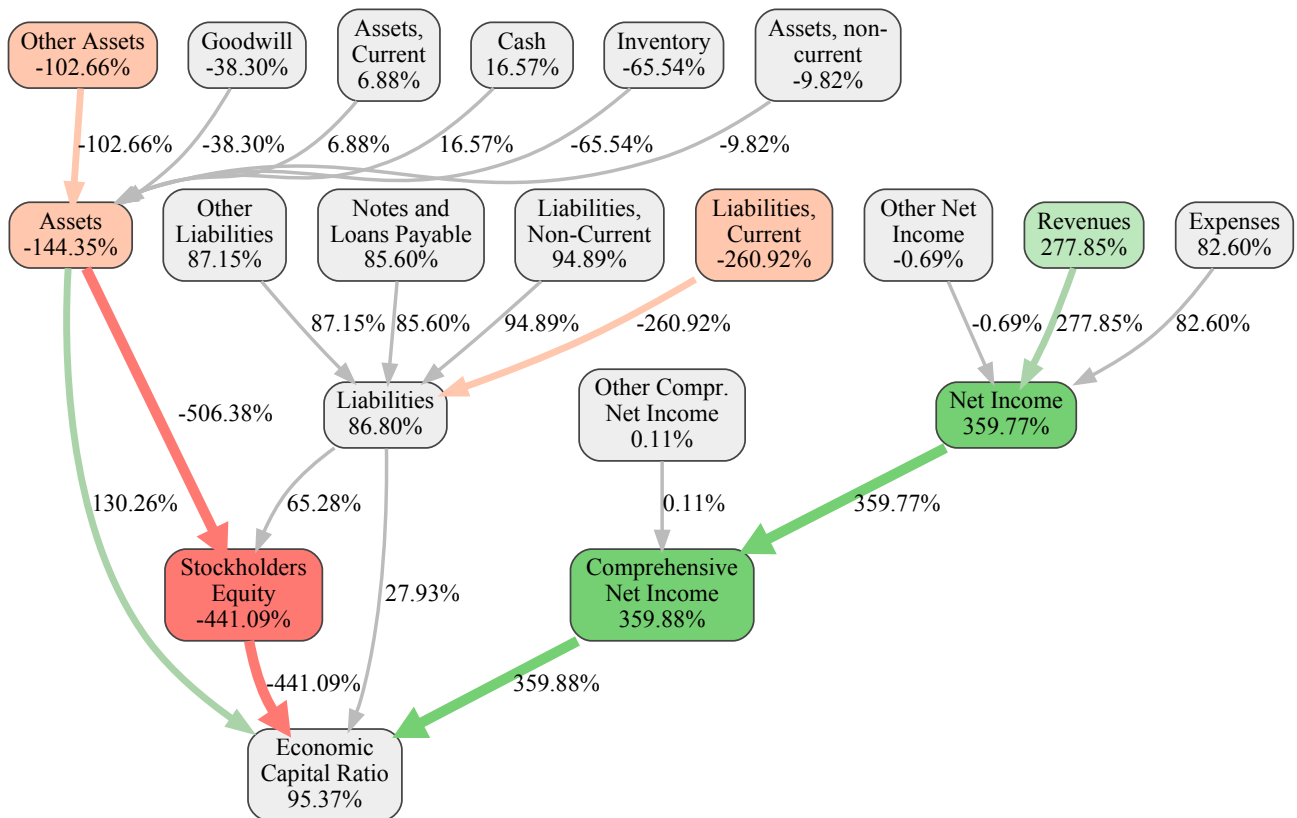 Other Assets
-102.66%
Goodwill
-38.30%
Assets,
Current
6.88%
Cash
16.57%
Inventory
-65.54%
Assets, non-
current
-9.82%
-102.66%
-38.30%
6.88%
16.57%
-65.54%
-9.82%
Assets
-144.35%
Other
Liabilities
87.15%
Notes and
Loans Payable
85.60%
Liabilities,
Non-Current
94.89%
Liabilities,
Current
-260.92%
Other Net
Income
-0.69%
Revenues
277.85%
Expenses
82.60%
87.15%
85.60%
94.89%
-260.92%
-0.69%
277.85%
82.60%
Liabilities
86.80%
Other Compr.
Net Income
0.11%
Net Income
359.77%
-506.38%
130.26%
65.28%
0.11%
359.77%
Stockholders
Equity
-441.09%
27.93%
Comprehensive
Net Income
359.88%
-441.09%
359.88%
Economic
Capital Ratio
95.37%